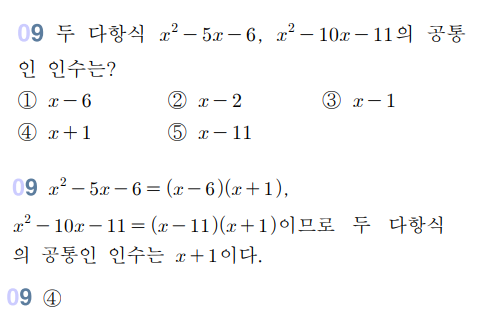 09 두 다항식 x² − 5x − 6, x² − 10x − 11의 공통
인 인수는?
① x − 6 ② x − 2 ③ x − 1
④ x + 1 ⑤ x − 11
09 x² − 5x − 6 = (x − 6)(x + 1),
x² − 10x − 11 = (x − 11)(x + 1)이므로 두 다항식
의 공통인 인수는 x + 1이다.
09 ④